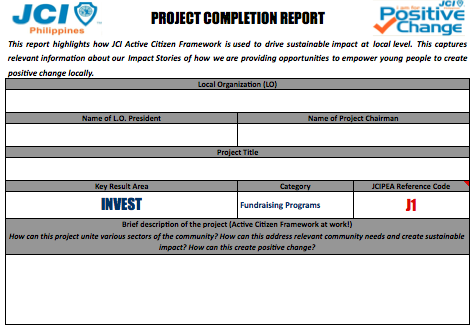 JCI
Philippines
PROJECT COMPLETION REPORT
JCI
Positive
Change
This report highlights how JCI Active Citizen Framework is used to drive sustainable impact at local level. This captures
relevant information about our Impact Stories of how we are providing opportunities to empower young people to create
positive change locally.
Local Organization (LO)
Name of L.O. President
Name of Project Chairman
Project Title
Key Result Area
Category
JCIPEA Reference Code
INVEST
Fundraising Programs
J1
Brief description of the project (Active Citizen Framework at work!)
How can this project unite various sectors of the community? How can this address relevant community needs and create sustainable
impact? How can this create positive change?